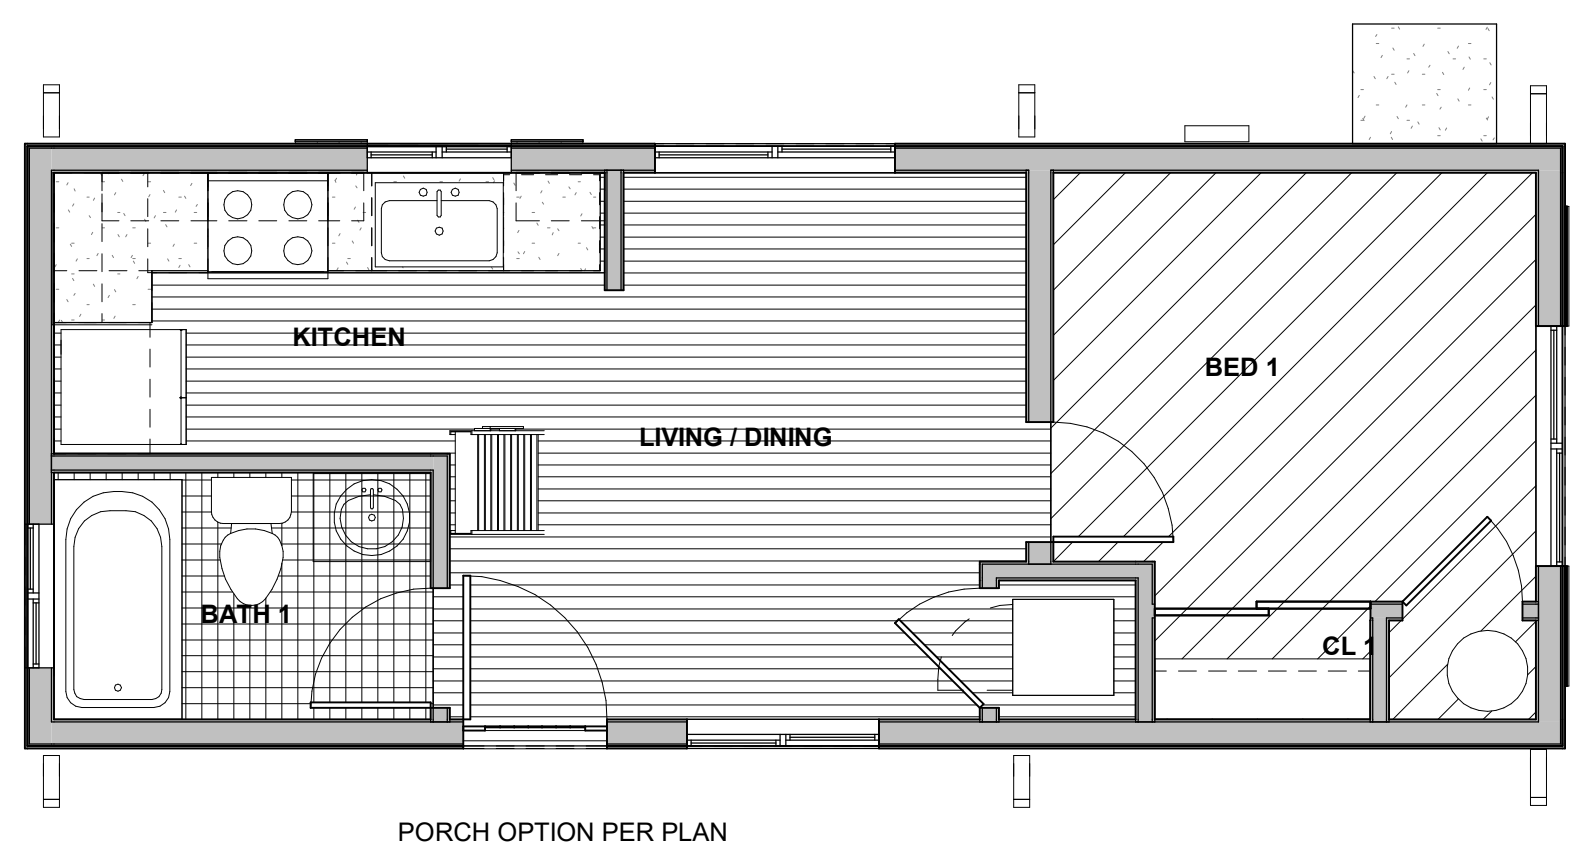 KITCHEN
BED 1
LIVING / DINING
BATH 1
CL 1
PORCH OPTION PER PLAN